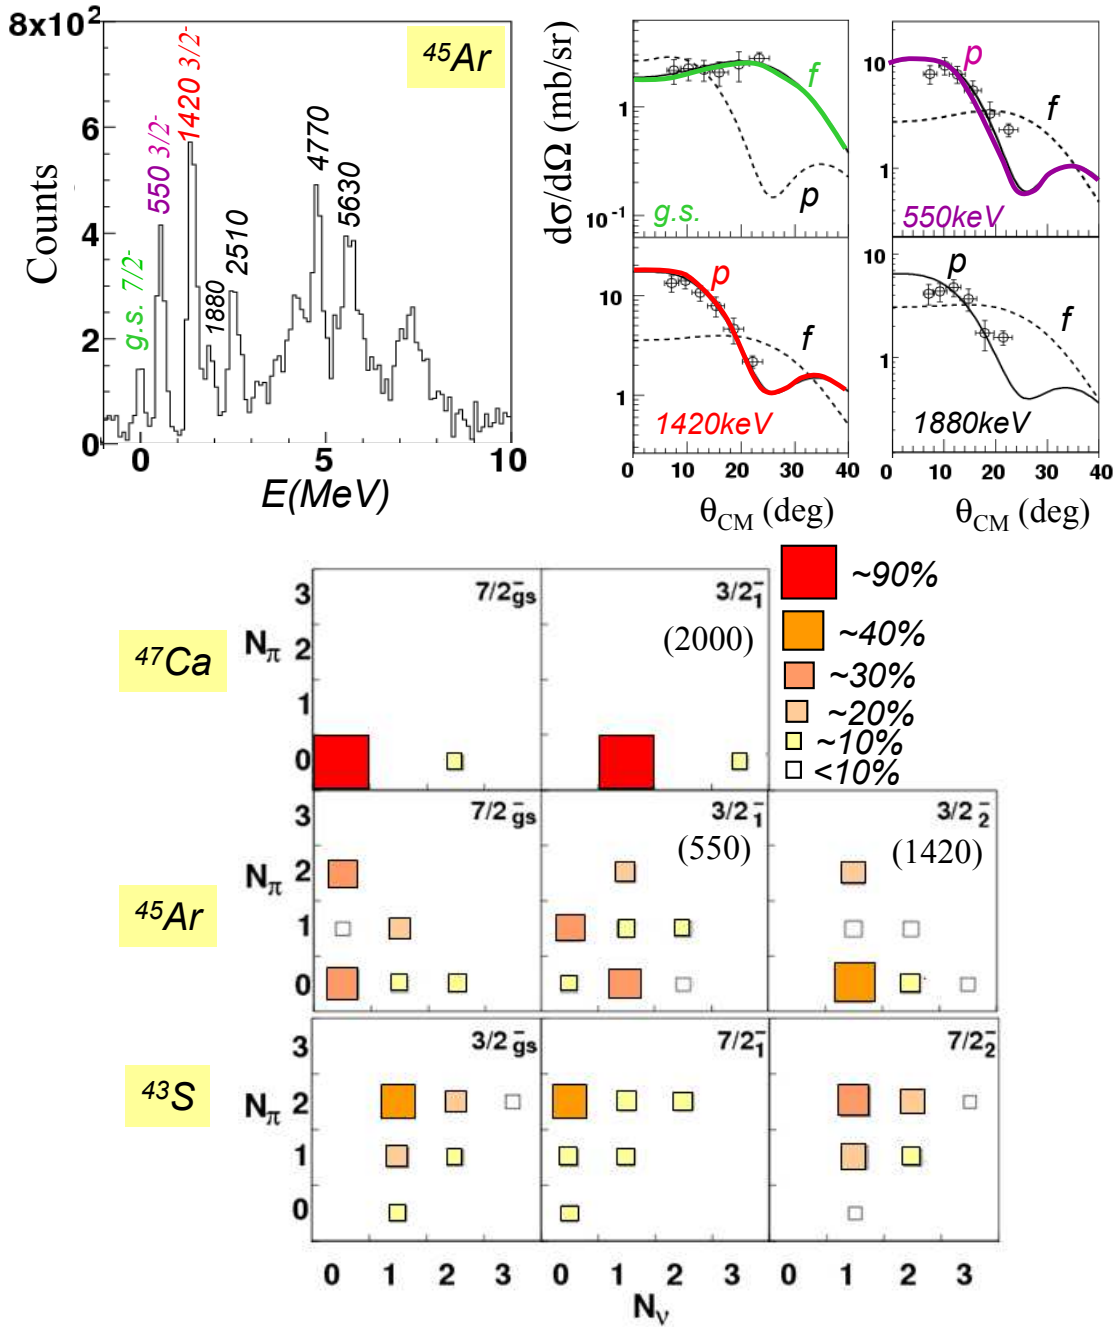 8x10²
6
4
2
0
Counts
0
5
10
E(MeV)
⁴⁵Ar
g.s. 7/2⁻
550 3/2⁻
1420 3/2⁻
1880
2510
4770
5630
dσ/dΩ (mb/sr)
1
10⁻¹
f
p
g.s.
10
1
p
f
550keV
10
1
p
f
1420keV
0 10 20 30 40
θCM (deg)
10
1
p
f
1880keV
0 10 20 30 40
θCM (deg)
⁴⁷Ca
Nπ
3
2
1
0
7/2⁻gs
3/2⁻1
(2000)
~90%
~40%
~30%
~20%
~10%
<10%
⁴⁵Ar
Nπ
3
2
1
0
7/2⁻gs
3/2⁻1
(550)
3/2⁻2
(1420)
⁴³S
Nπ
3
2
1
0
3/2⁻gs
7/2⁻1
7/2⁻2
0 1 2 3 0 1 2 3 0 1 2 3
Nν